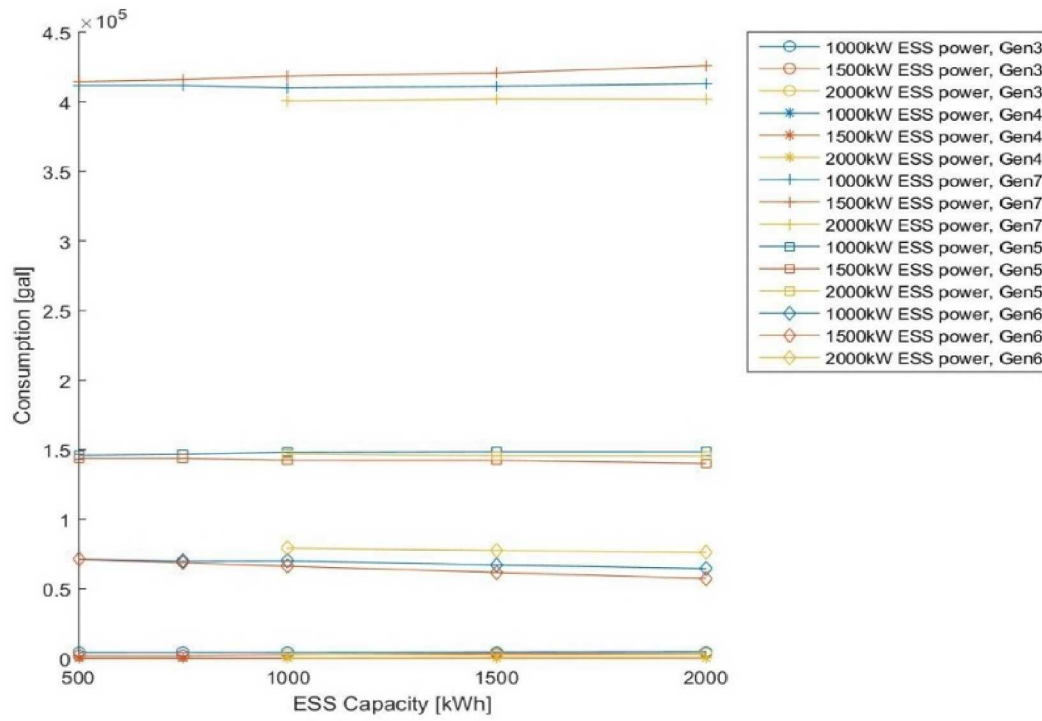 ×10⁵
4.5
4
3.5
3
2.5
2
1.5
1
0.5
0
Consumption [gal]
500
1000
1500
2000
ESS Capacity [kWh]
1000kW ESS power, Gen3
1500kW ESS power, Gen3
2000kW ESS power, Gen3
1000kW ESS power, Gen4
1500kW ESS power, Gen4
2000kW ESS power, Gen4
1000kW ESS power, Gen7
1500kW ESS power, Gen7
2000kW ESS power, Gen7
1000kW ESS power, Gen5
1500kW ESS power, Gen5
2000kW ESS power, Gen5
1000kW ESS power, Gen6
1500kW ESS power, Gen6
2000kW ESS power, Gen6